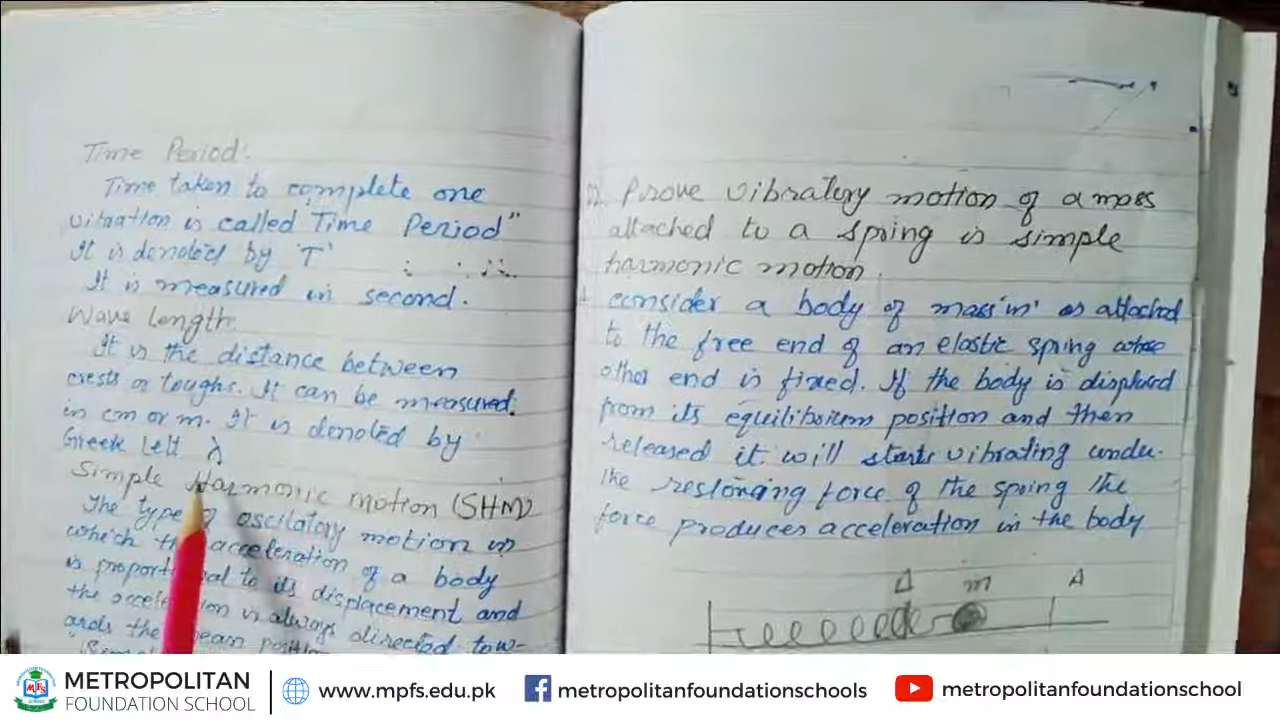 Time Period:
Time taken to complete one
vibration is called Time Period"
It is denoted by 'T'
It is measured in second.
Wave Length
It is the distance between
crests or toughs. It can be measured
in cm or m. It is denoted by
Greek Lett λ
Simple Harmonic motion (SHM)
The type of oscilatory motion in
which the acceleration of a body
is proportional to its displacement and
the acceleration is always directed tow-
ards the mean position
Prove vibratory motion of a mass
attached to a spring is simple
harmonic motion.
consider a body of mass 'm' is attached
to the free end of an elastic spring whose
other end is fixed. If the body is displaced
from its equilibrium position and then
released it will starts vibrating under
the restoring force of the spring the
force produces acceleration in the body
m A
METROPOLITAN
FOUNDATION SCHOOL
www.mpfs.edu.pk
metropolitanfoundationschools
metropolitanfoundationschool